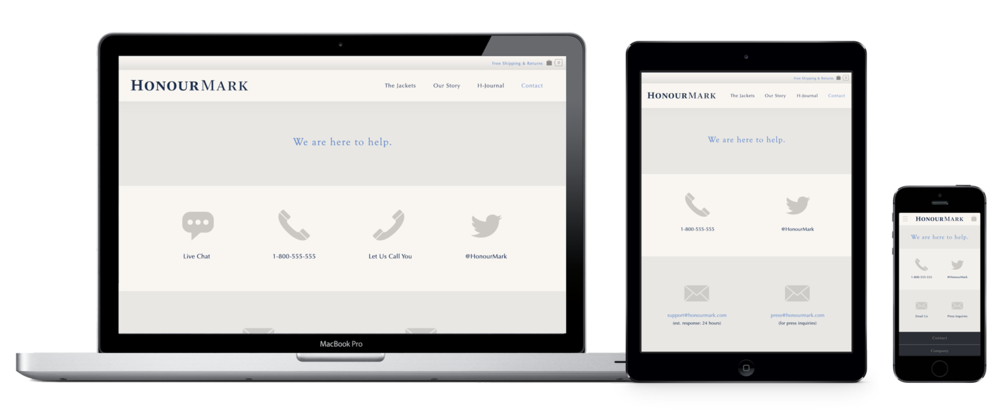 Free Shipping & Returns
HONOURMARK
The Jackets Our Story H-Journal Contact
We are here to help.
Live Chat 1-800-555-555 Let Us Call You @HonourMark
MacBook Pro
Free Shipping & Returns
HONOURMARK
The Jackets Our Story H-Journal Contact
We are here to help.
1-800-555-555 @HonourMark
support@honourmark.com press@honourmark.com
(est. response: 24 hours) (for press inquiries)
HONOURMARK
We are here to help.
1-800-555-555 @HonourMark
Email Us Press Inquiries
Contact
Company